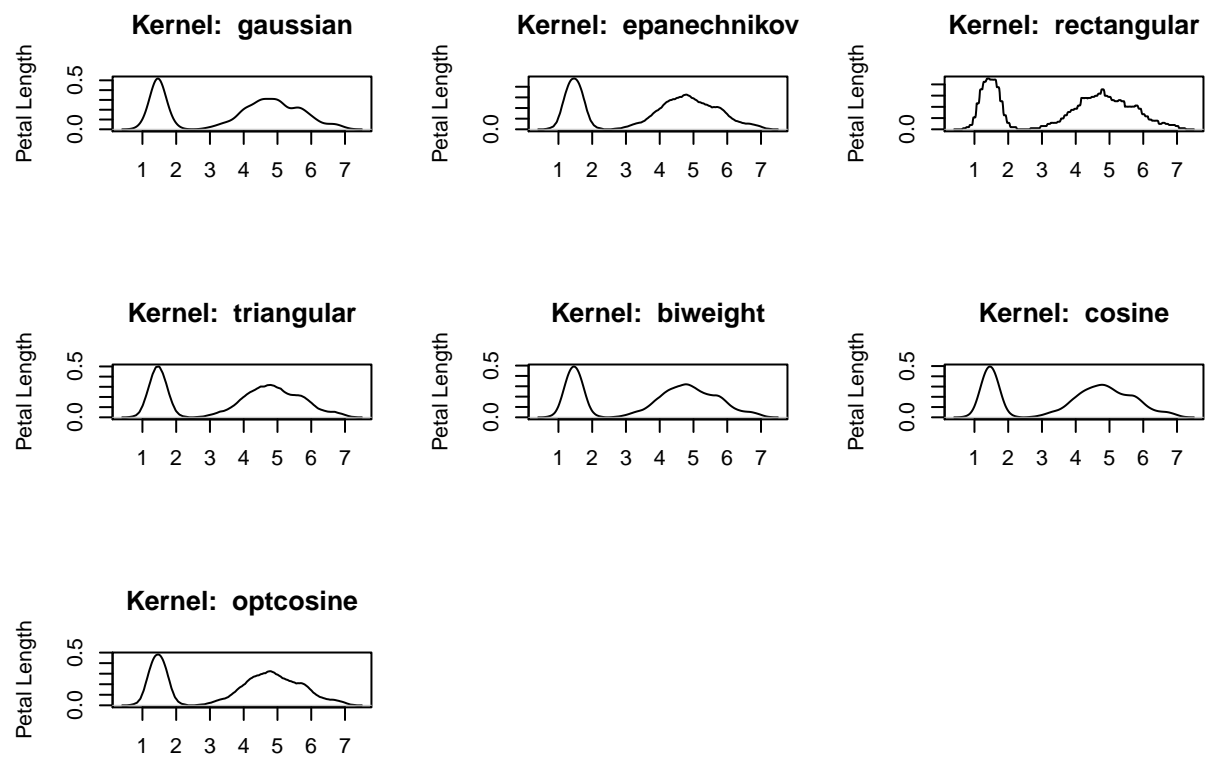 Kernel:  gaussian
Petal Length
0.0 0.5
1 2 3 4 5 6 7
Kernel:  epanechnikov
Petal Length
0.0
1 2 3 4 5 6 7
Kernel:  rectangular
Petal Length
0.0
1 2 3 4 5 6 7
Kernel:  triangular
Petal Length
0.0 0.5
1 2 3 4 5 6 7
Kernel:  biweight
Petal Length
0.0 0.5
1 2 3 4 5 6 7
Kernel:  cosine
Petal Length
0.0 0.5
1 2 3 4 5 6 7
Kernel:  optcosine
Petal Length
0.0 0.5
1 2 3 4 5 6 7